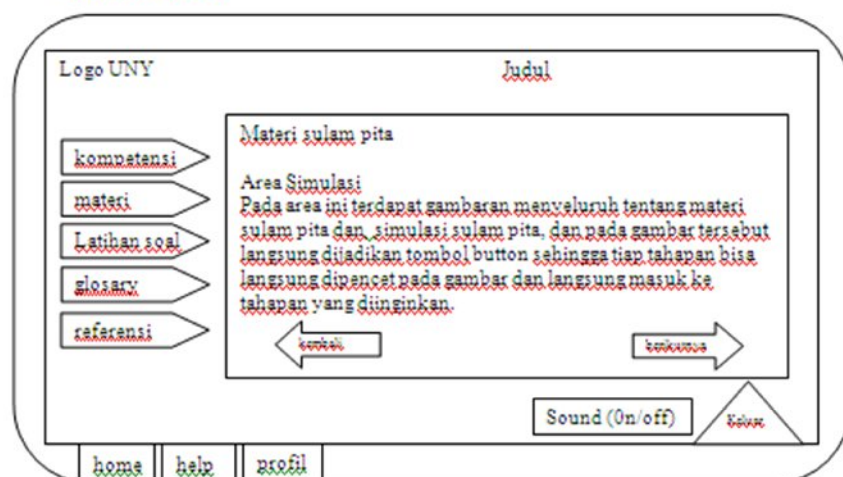 Logo UNY
Judul
kompetensi
materi
Latihan soal
glosary
referensi
Materi sulam pita
Area Simulasi
Pada area ini terdapat gambaran menyeluruh tentang materi
sulam pita dan simulasi sulam pita, dan pada gambar tersebut
langsung dijadikan tombol button sehingga tiap tahapan bisa
langsung dipencet pada gambar dan langsung masuk ke
tahapan yang diinginkan.
kembali
berikutnya
Sound (0n/off)
Keluar
home
help
profil